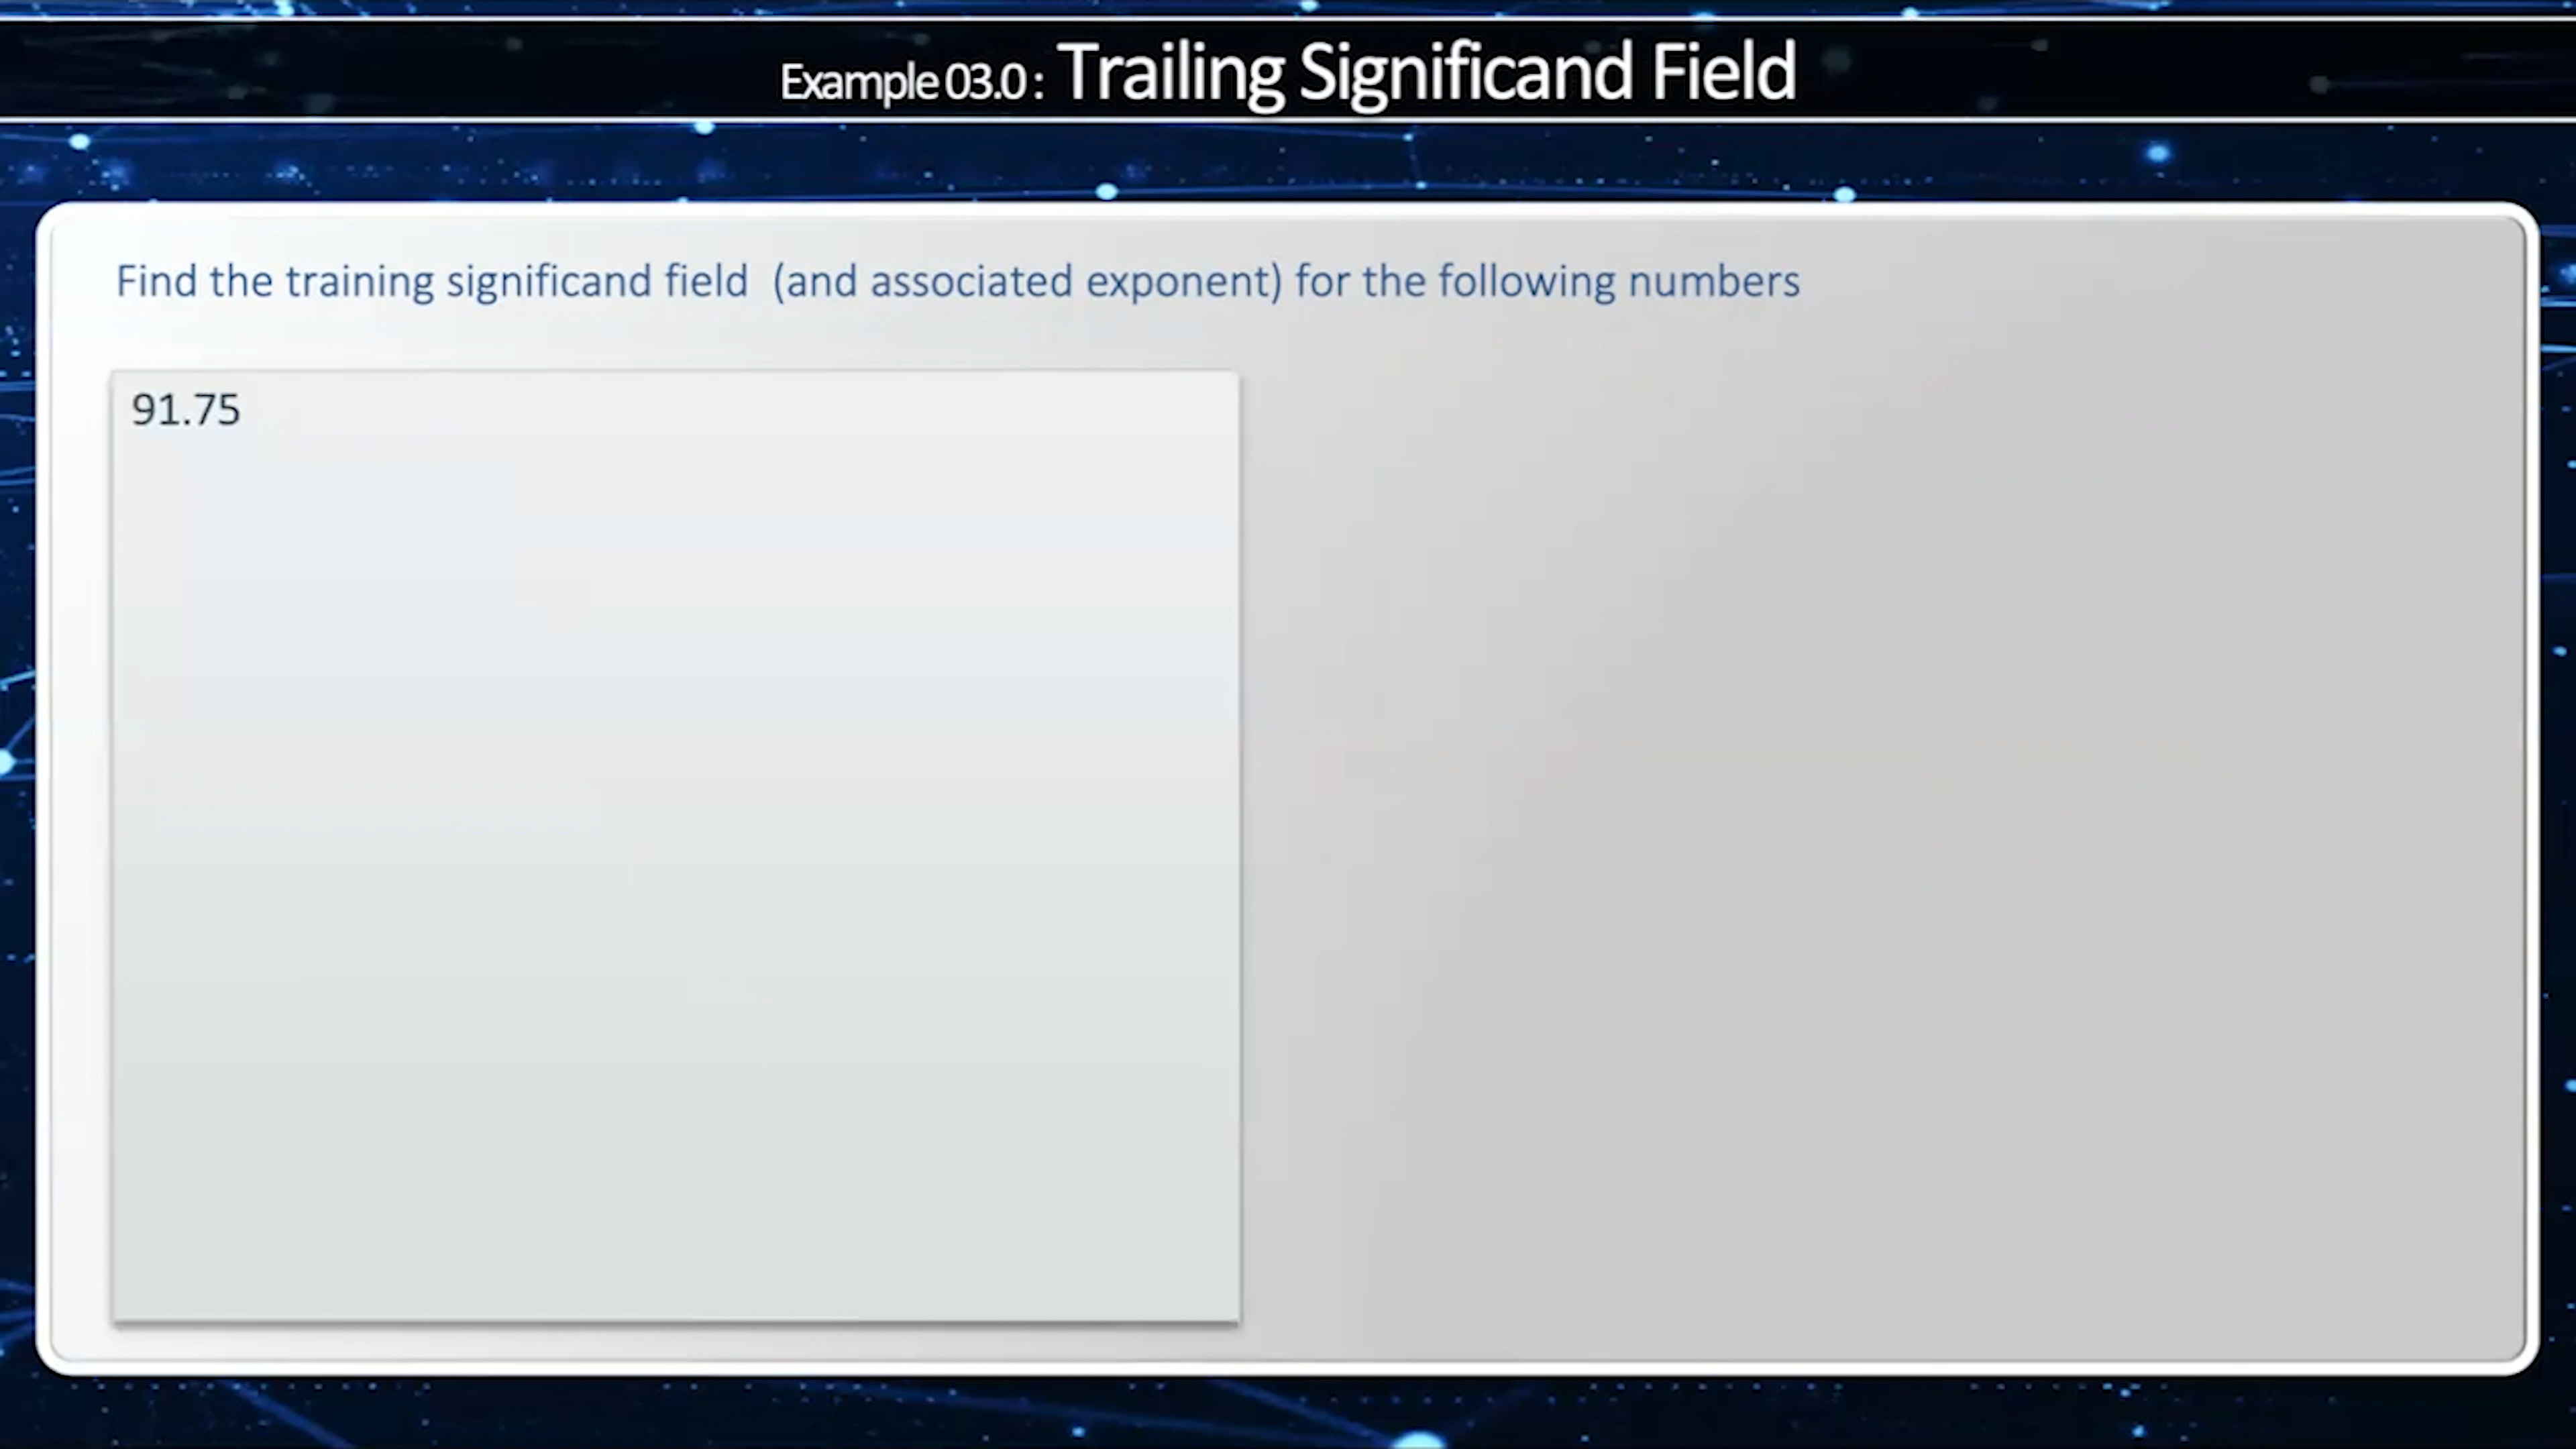 Example 03.0 : Trailing Significand Field
Find the training significand field (and associated exponent) for the following numbers
91.75